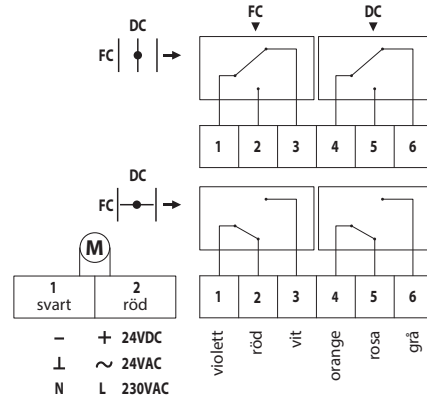 FC DC
DC
FC
1 2 3 4 5 6
DC
FC
M
1 2
svart röd
1 2 3 4 5 6
violett röd vit orange rosa grå
− + 24VDC
⊥ ~ 24VAC
N L 230VAC